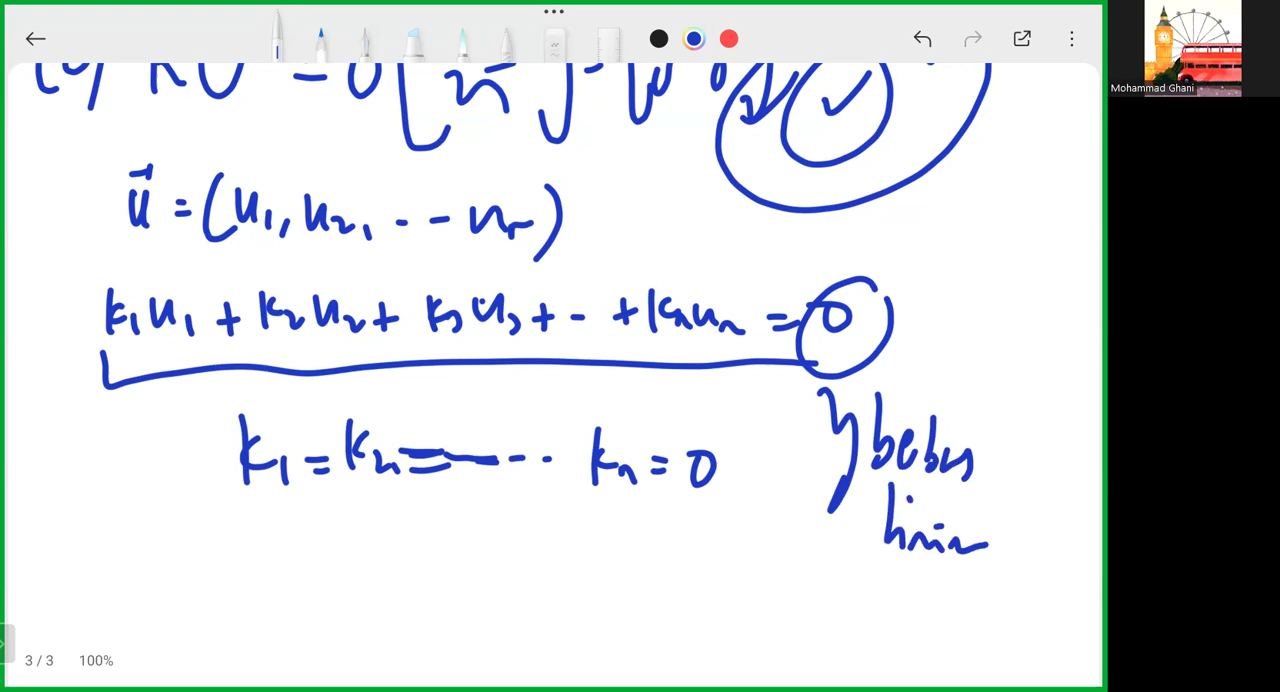 Mohammad Ghani
u⃗ = (u₁, u₂, ... uₙ)
k₁u₁ + k₂u₂ + k₃u₃ + - + kₙuₙ = 0
k₁ = k₂ = --- kₙ = 0
} bebas
linier
3 / 3 100%